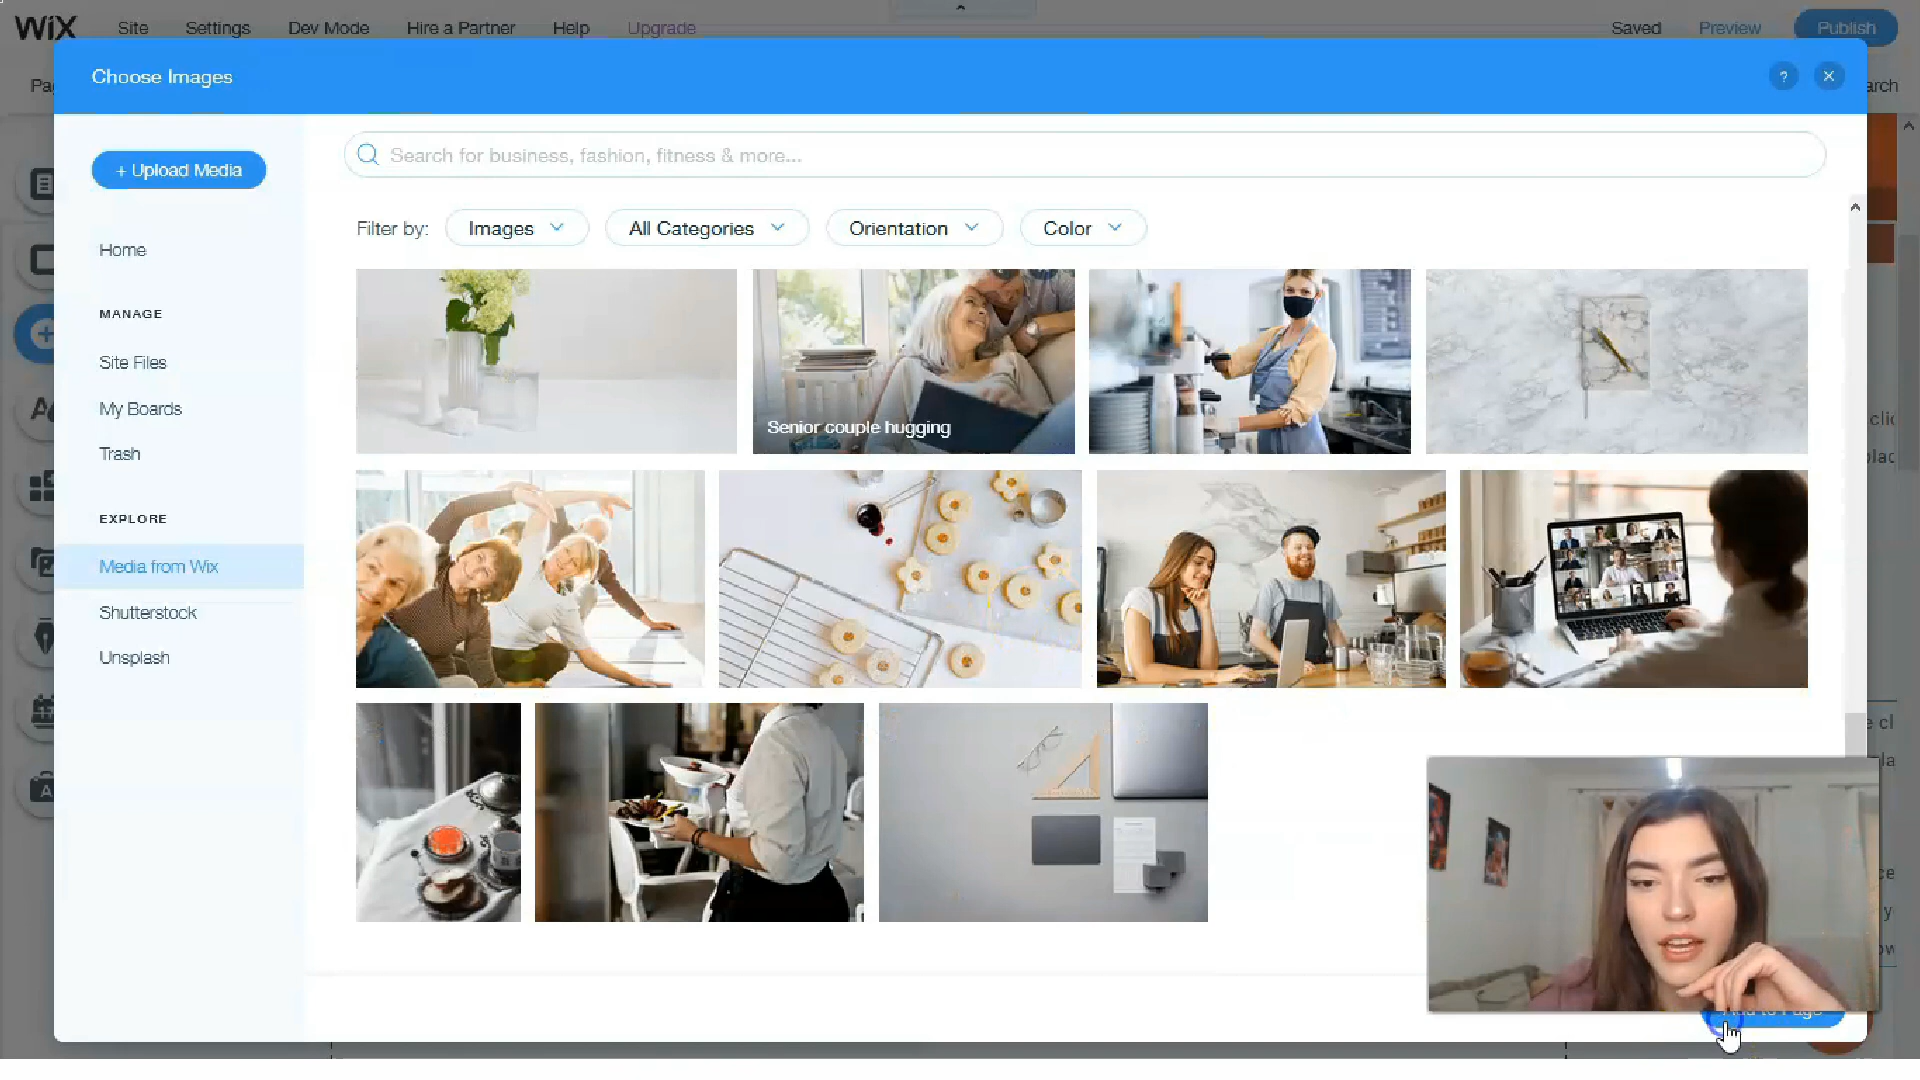 WiX Site Settings Dev Mode Hire a Partner Help Upgrade Saved Preview Publish
Choose Images ? ×
+ Upload Media
Search for business, fashion, fitness & more...
Filter by: Images All Categories Orientation Color
Home
MANAGE
Site Files
My Boards
Trash
EXPLORE
Media from Wix
Shutterstock
Unsplash
Senior couple hugging